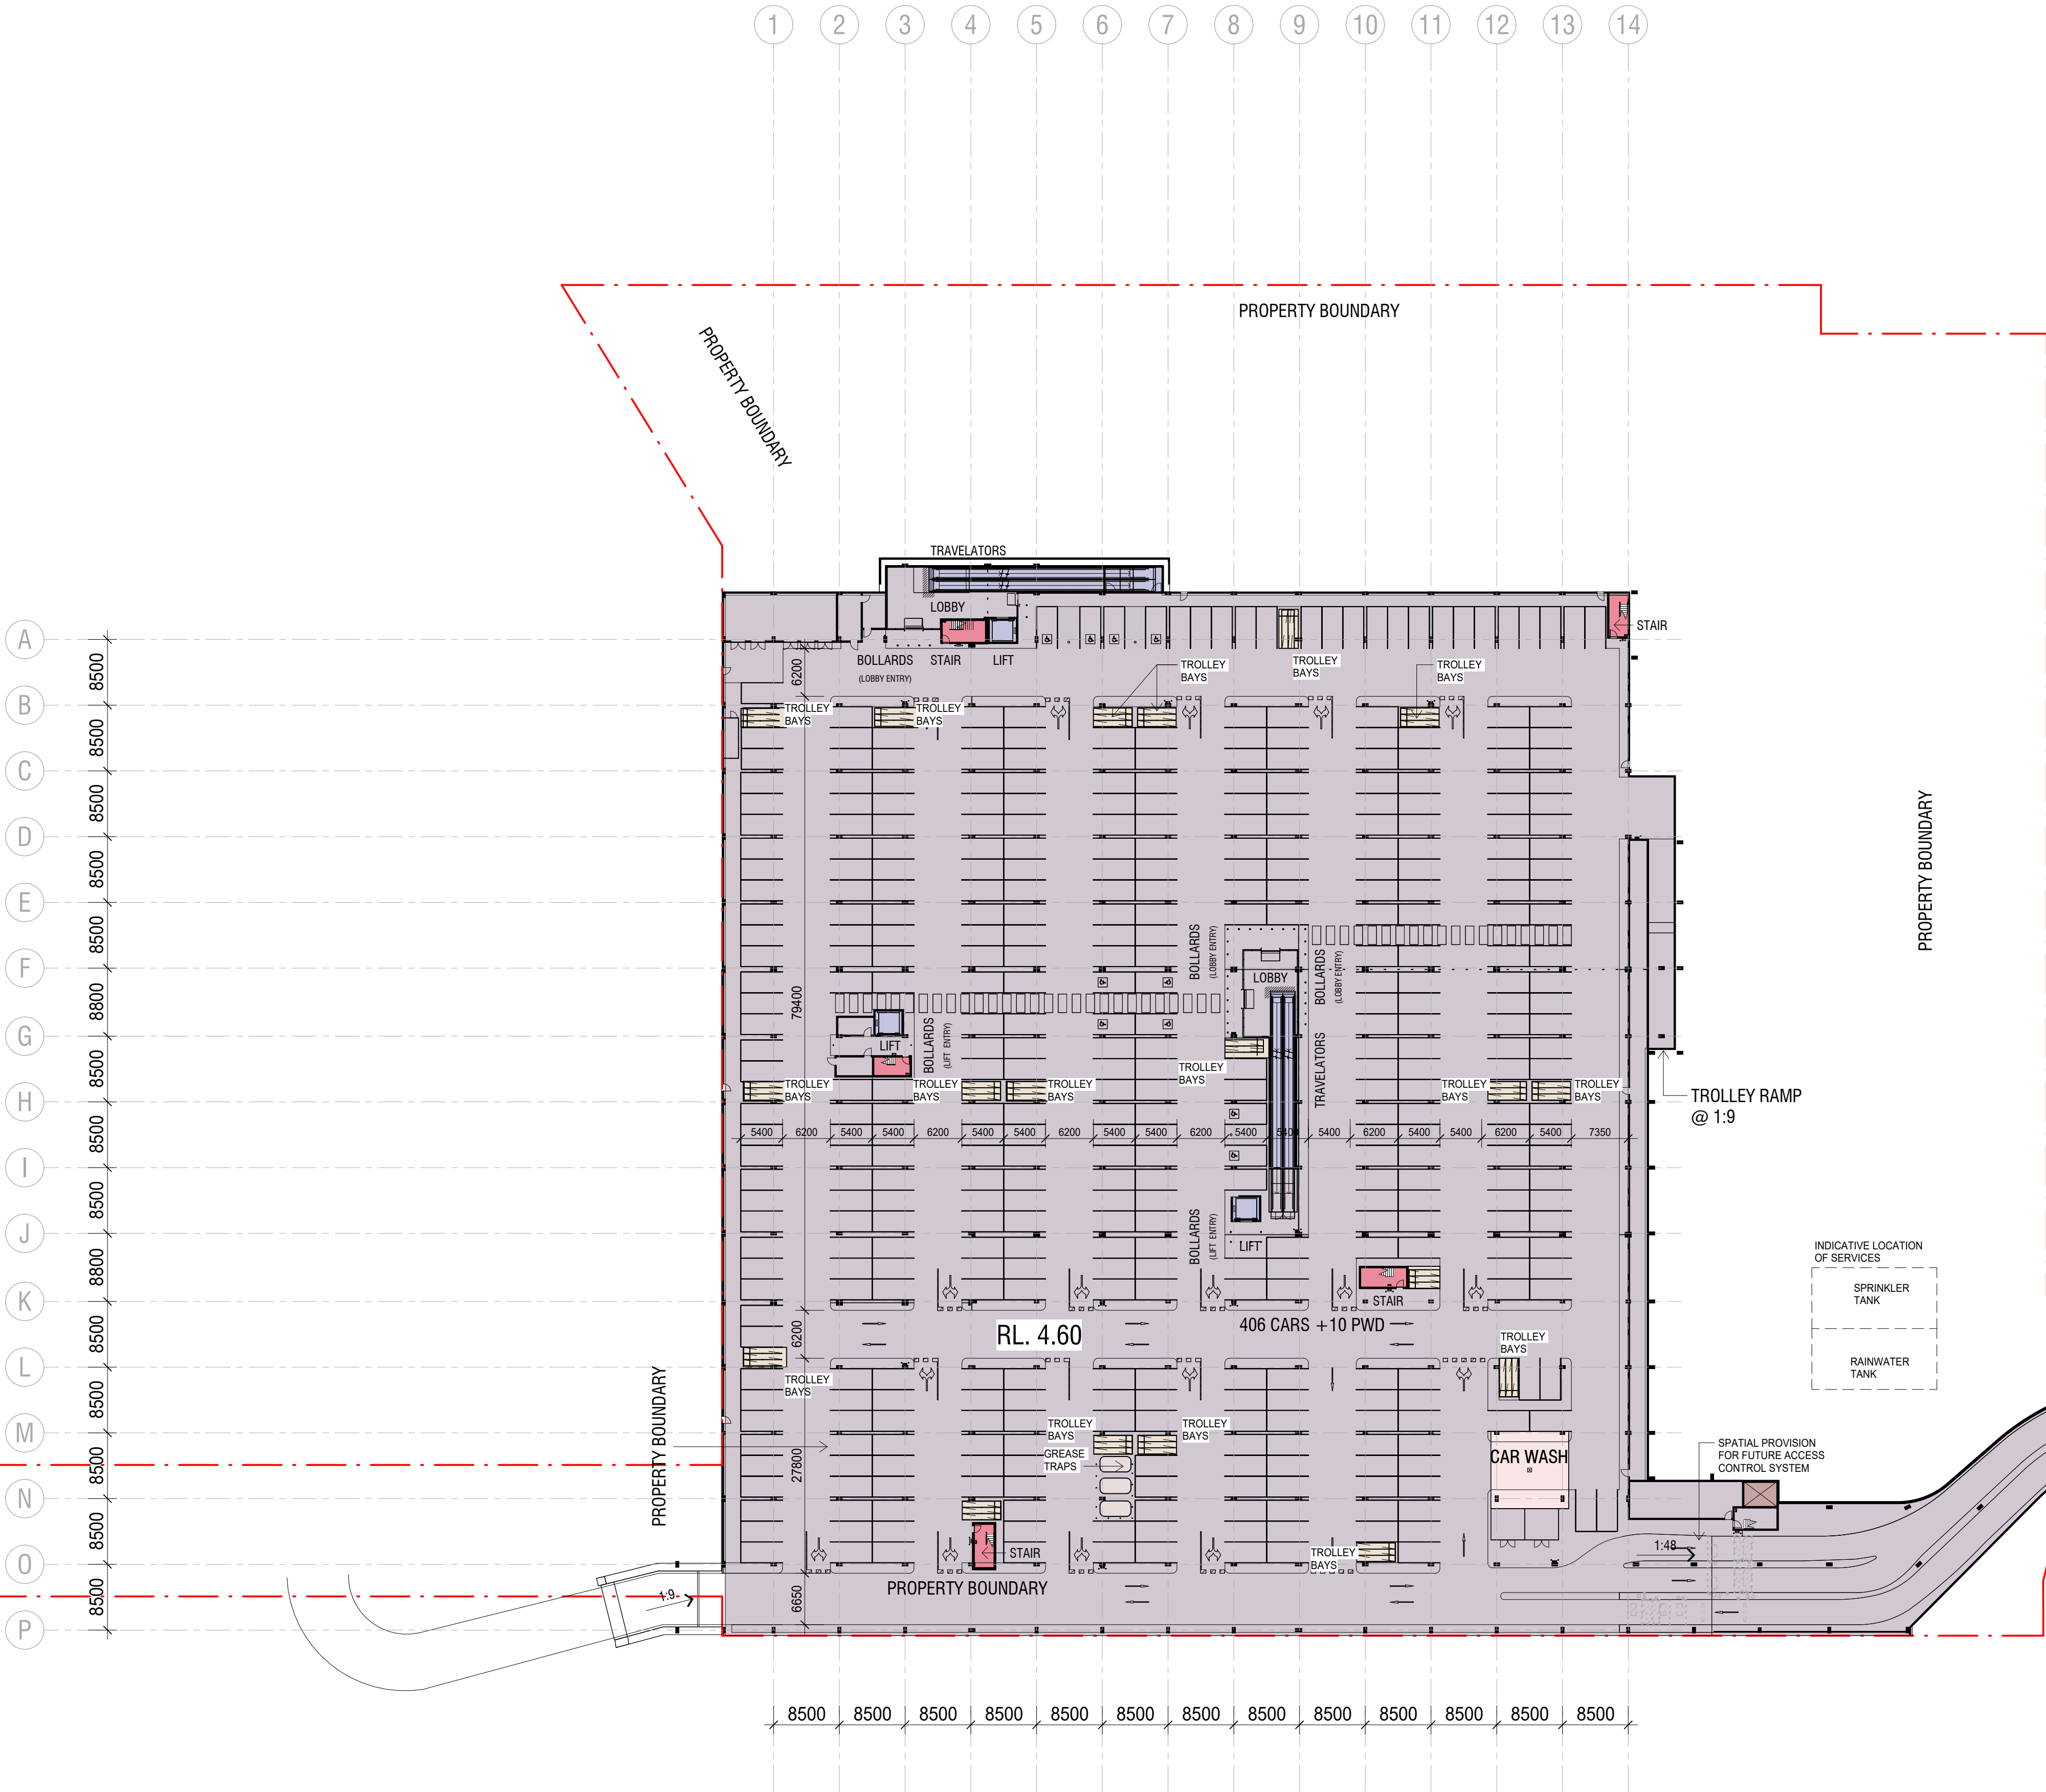 1 2 3 4 5 6 7 8 9 10 11 12 13 14
PROPERTY BOUNDARY
PROPERTY BOUNDARY
TRAVELATORS
LOBBY
A
STAIR
BOLLARDS STAIR LIFT
(LOBBY ENTRY)
8500
6200
TROLLEY
BAYS
TROLLEY
BAYS
TROLLEY
BAYS
B
TROLLEY
BAYS
TROLLEY
BAYS
8500
C
8500
D
PROPERTY BOUNDARY
8500
E
8500
BOLLARDS
(LOBBY ENTRY)
BOLLARDS
(LOBBY ENTRY)
F
LOBBY
8800
79400
G
LIFT
BOLLARDS
(LIFT ENTRY)
8500
TRAVELATORS
TROLLEY
BAYS
H
TROLLEY
BAYS
TROLLEY
BAYS
TROLLEY
BAYS
TROLLEY
BAYS
TROLLEY
BAYS
TROLLEY RAMP
@ 1:9
8500
5400 6200 5400 5400 6200 5400 5400 6200 5400 5400 6200 5400 5400 5400 6200 5400 5400 6200 5400 7350
I
8500
J
BOLLARDS
(LIFT ENTRY)
LIFT
8800
INDICATIVE LOCATION
OF SERVICES
SPRINKLER
TANK
K
STAIR
8500
6200
RL. 4.60
406 CARS +10 PWD
TROLLEY
BAYS
L
RAINWATER
TANK
TROLLEY
BAYS
8500
PROPERTY BOUNDARY
M
TROLLEY
BAYS
TROLLEY
BAYS
GREASE
TRAPS
8500
27800
CAR WASH
SPATIAL PROVISION
FOR FUTURE ACCESS
CONTROL SYSTEM
N
8500
STAIR
TROLLEY
BAYS
1:48
O
PROPERTY BOUNDARY
8500
6650
1:9
P
8500 8500 8500 8500 8500 8500 8500 8500 8500 8500 8500 8500 8500